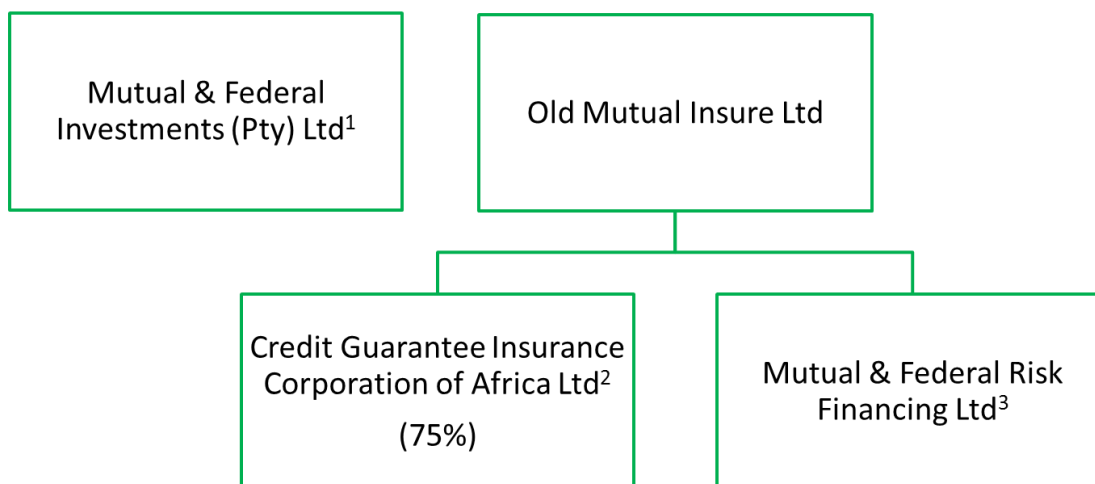 Mutual & Federal
Investments (Pty) Ltd¹
Old Mutual Insure Ltd
Credit Guarantee Insurance
Corporation of Africa Ltd²
(75%)
Mutual & Federal Risk
Financing Ltd³